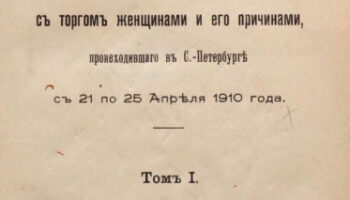 съ торгомъ женщинами и его причинами,
происходившаго въ С.-Петербургѣ
съ 21 по 25 Апрѣля 1910 года.
Томъ I.